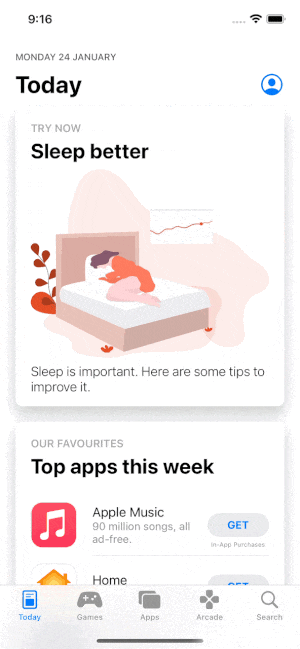 9:16
MONDAY 24 JANUARY
Today
TRY NOW
Sleep better
Sleep is important. Here are some tips to
improve it.
OUR FAVOURITES
Top apps this week
Apple Music
90 million songs, all
ad-free.
GET
In-App Purchases
Home
GET
Today
Games
Apps
Arcade
Search